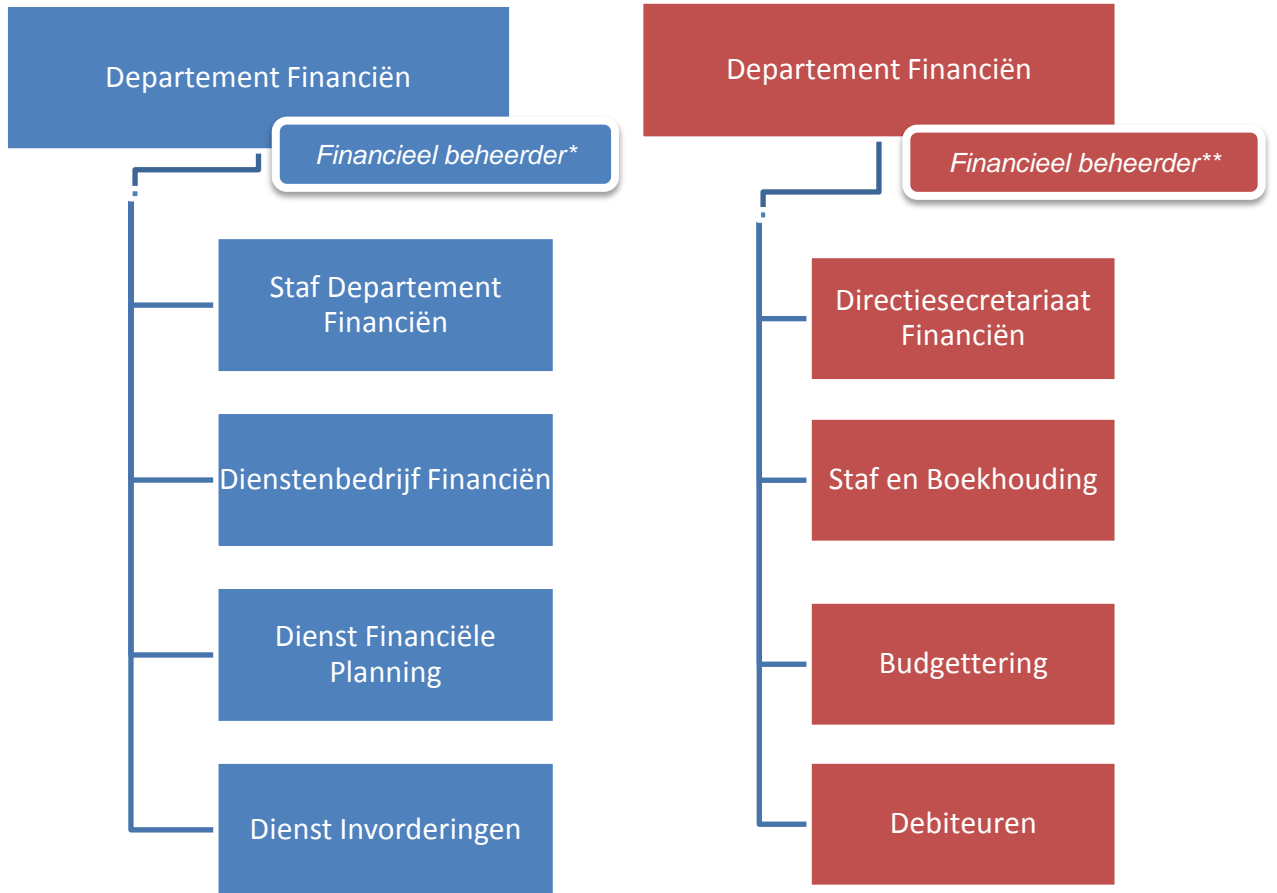 Departement Financiën
Financieel beheerder*
Staf Departement
Financiën
Dienstenbedrijf Financiën
Dienst Financiële
Planning
Dienst Invorderingen
Departement Financiën
Financieel beheerder**
Directiesecretariaat
Financiën
Staf en Boekhouding
Budgettering
Debiteuren